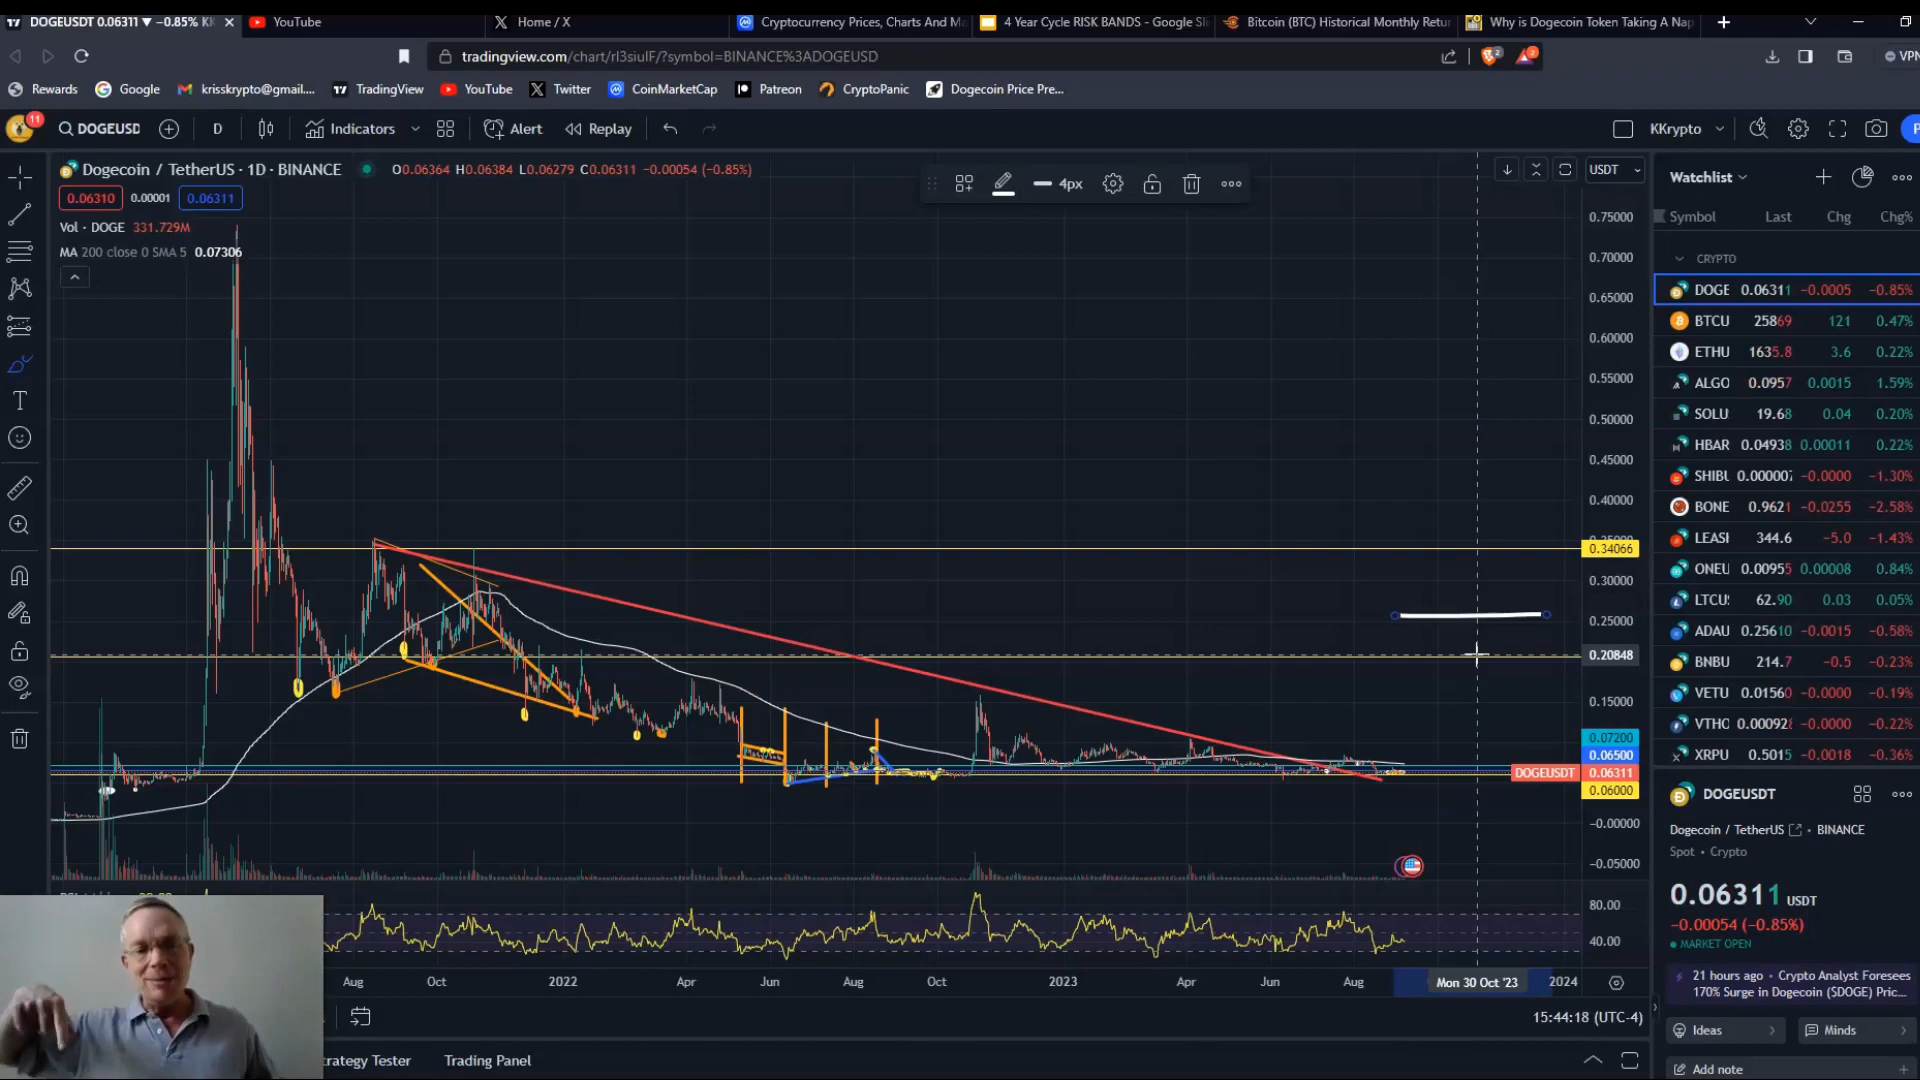 DOGEUSDT 0.06311 ▼ −0.85% KK
YouTube
Home / X
Cryptocurrency Prices, Charts And Ma
4 Year Cycle RISK BANDS - Google Sli
Bitcoin (BTC) Historical Monthly Retur
Why is Dogecoin Token Taking A Nap
tradingview.com/chart/rl3siulF/?symbol=BINANCE%3ADOGEUSD
2
2
VPN
Rewards
Google
krisskrypto@gmail....
TradingView
YouTube
Twitter
CoinMarketCap
Patreon
CryptoPanic
Dogecoin Price Pre...
11
DOGEUSD
D
Indicators
Alert
Replay
KKrypto
P
Dogecoin / TetherUS · 1D · BINANCE
O0.06364 H0.06384 L0.06279 C0.06311 −0.00054 (−0.85%)
4px
USDT
0.06310
0.00001
0.06311
Vol · DOGE 331.729M
MA 200 close 0 SMA 5 0.07306
0.75000
0.70000
0.65000
0.60000
0.55000
0.50000
0.45000
0.40000
0.34066
0.30000
0.25000
0.20848
0.15000
0.07200
0.06500
DOGEUSDT 0.06311
0.06000
−0.00000
−0.05000
80.00
40.00
Aug
Oct
2022
Apr
Jun
Aug
Oct
2023
Apr
Jun
Aug
Mon 30 Oct '23
2024
15:44:18 (UTC-4)
trategy Tester
Trading Panel
Watchlist
Symbol Last Chg Chg%
CRYPTO
DOGE 0.06311 −0.0005 −0.85%
BTCU 25869 121 0.47%
ETHU 1635.8 3.6 0.22%
ALGO 0.0957 0.0015 1.59%
SOLU 19.68 0.04 0.20%
HBAR 0.04938 0.00011 0.22%
SHIBU 0.000007 −0.0000 −1.30%
BONE 0.9621 −0.0255 −2.58%
LEASH 344.6 −5.0 −1.43%
ONEU 0.00955 0.00008 0.84%
LTCU 62.90 0.03 0.05%
ADAU 0.25610 −0.0015 −0.58%
BNBU 214.7 −0.5 −0.23%
VETU 0.01560 −0.0000 −0.19%
VTHO 0.000928 −0.0000 −0.22%
XRPU 0.5015 −0.0018 −0.36%
DOGEUSDT
Dogecoin / TetherUS · BINANCE
Spot · Crypto
0.06311 USDT
−0.00054 (−0.85%)
MARKET OPEN
21 hours ago · Crypto Analyst Foresees
170% Surge in Dogecoin ($DOGE) Pric...
Ideas
Minds
Add note